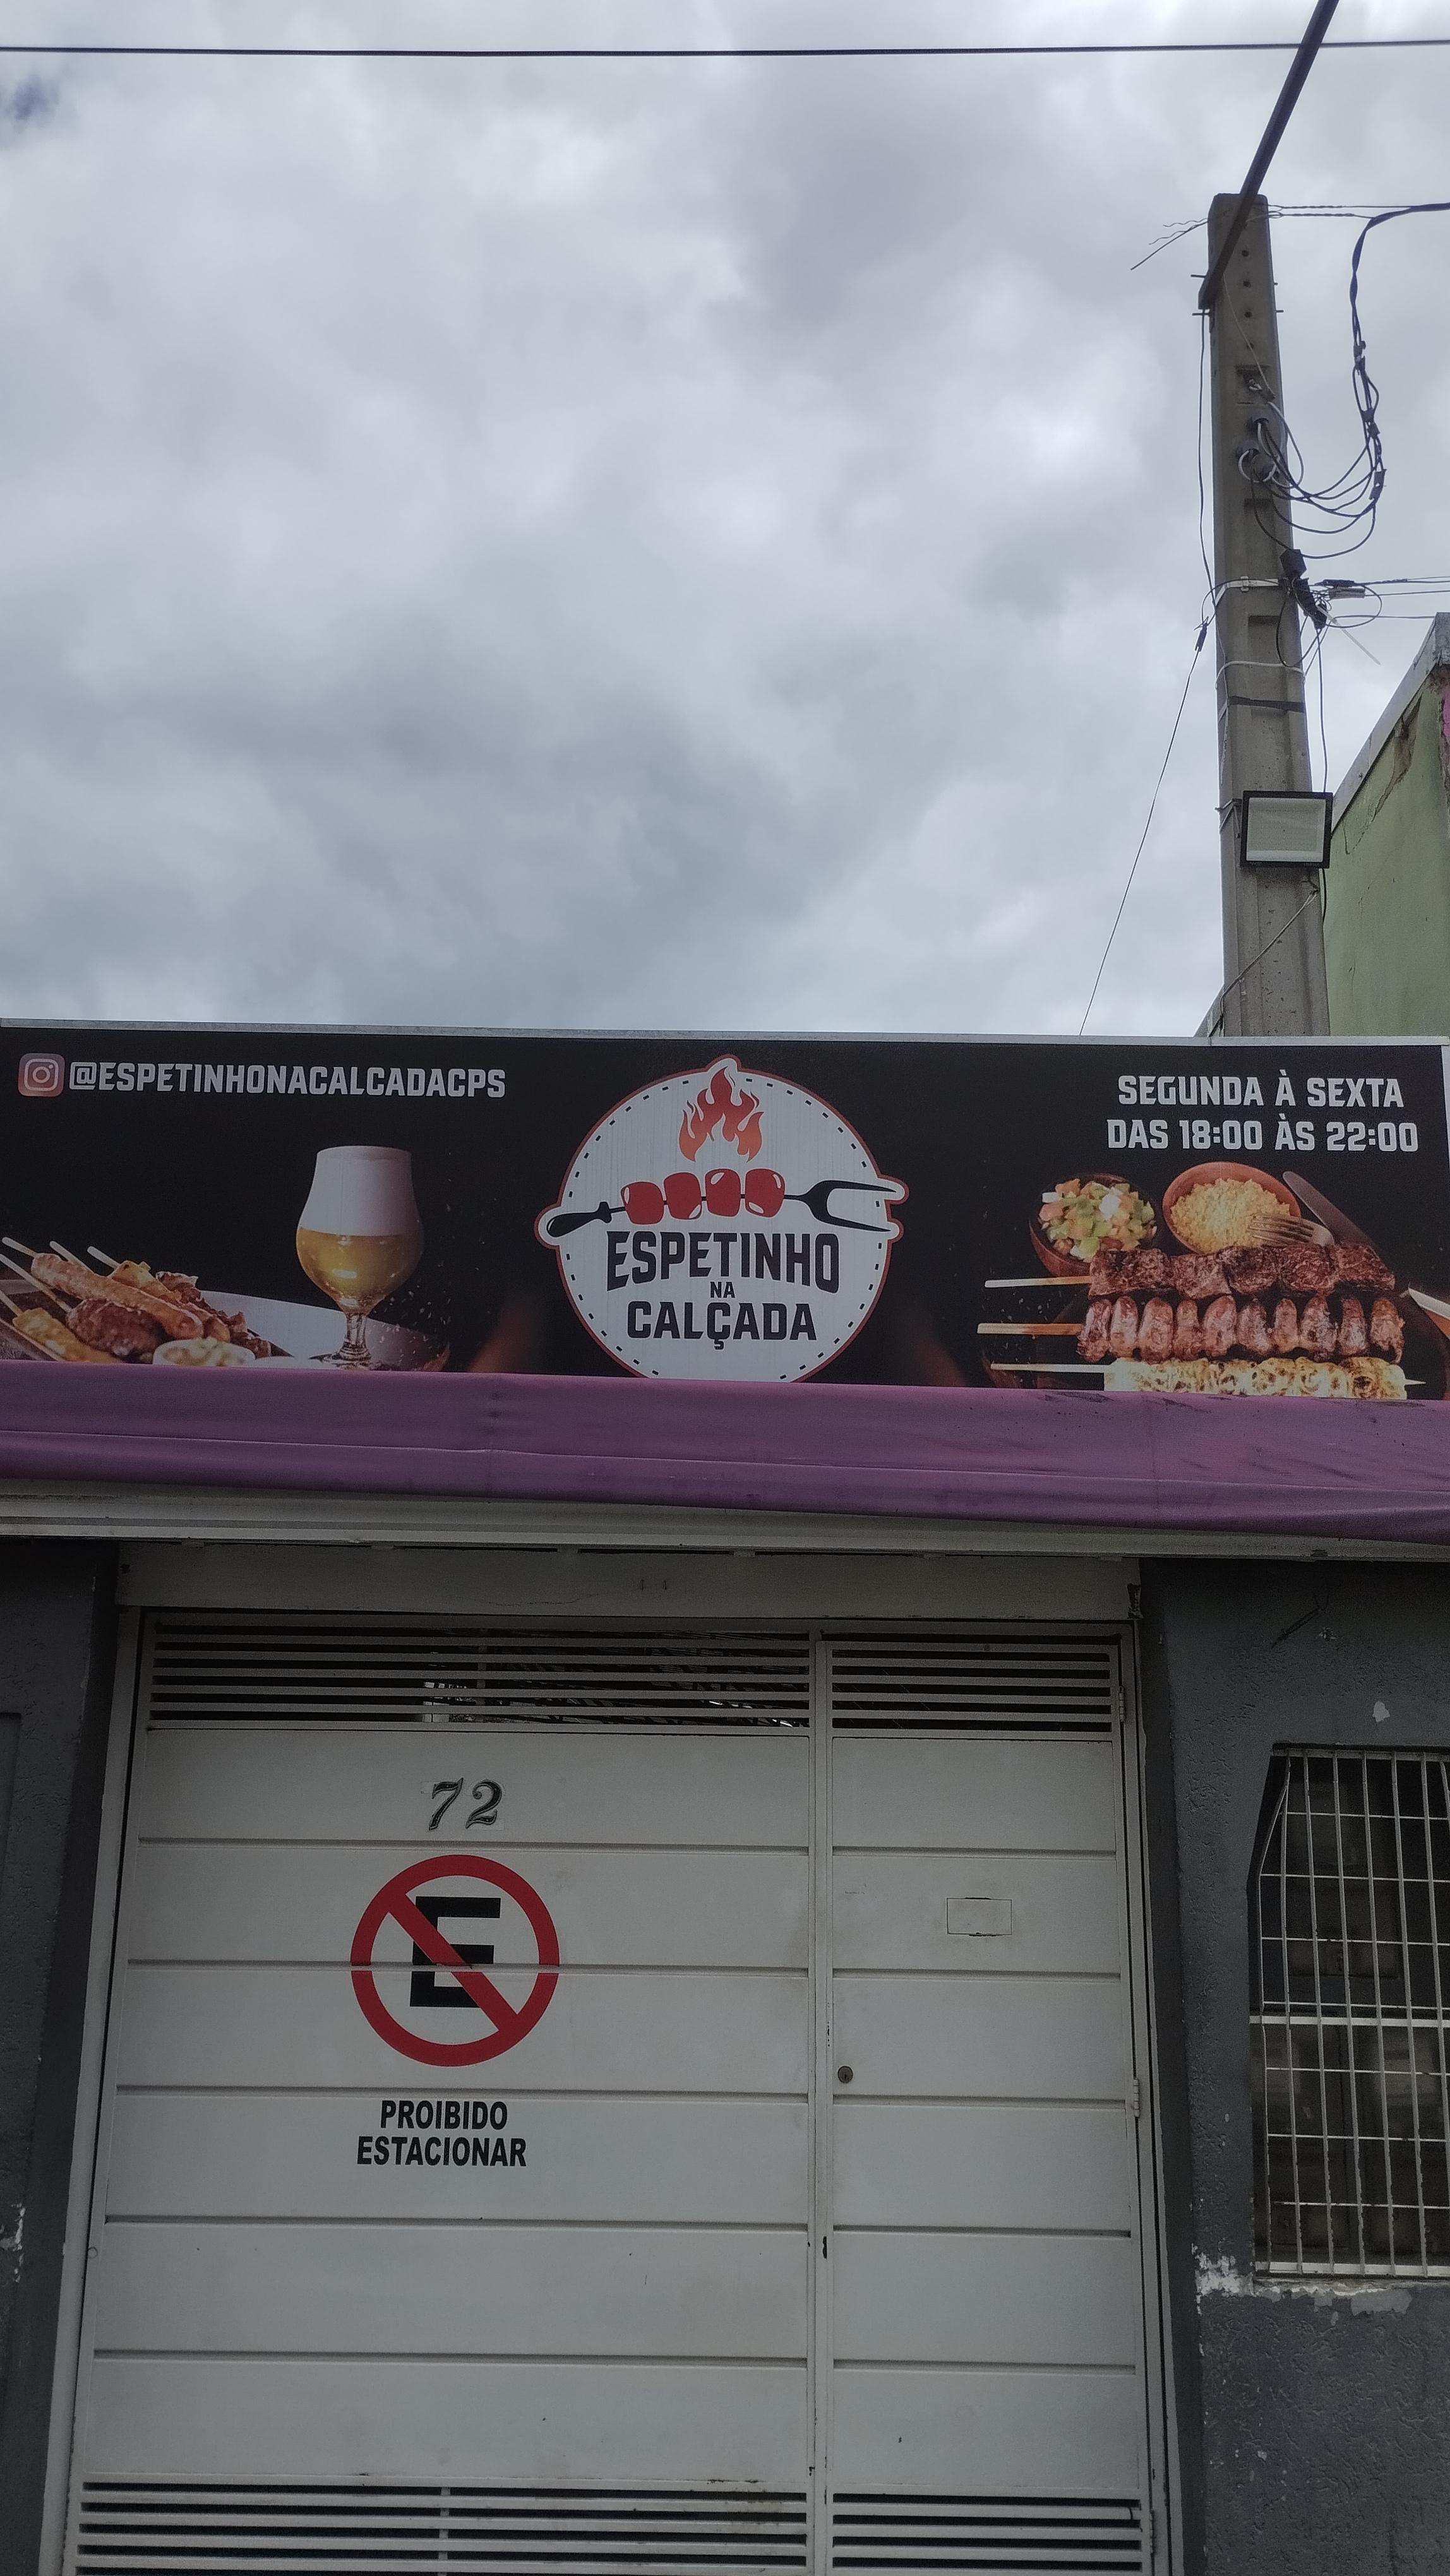 @ESPETINHONACALCADACPS
ESPETINHO
NA
CALÇADA
SEGUNDA À SEXTA
DAS 18:00 ÀS 22:00
72
E
PROIBIDO
ESTACIONAR